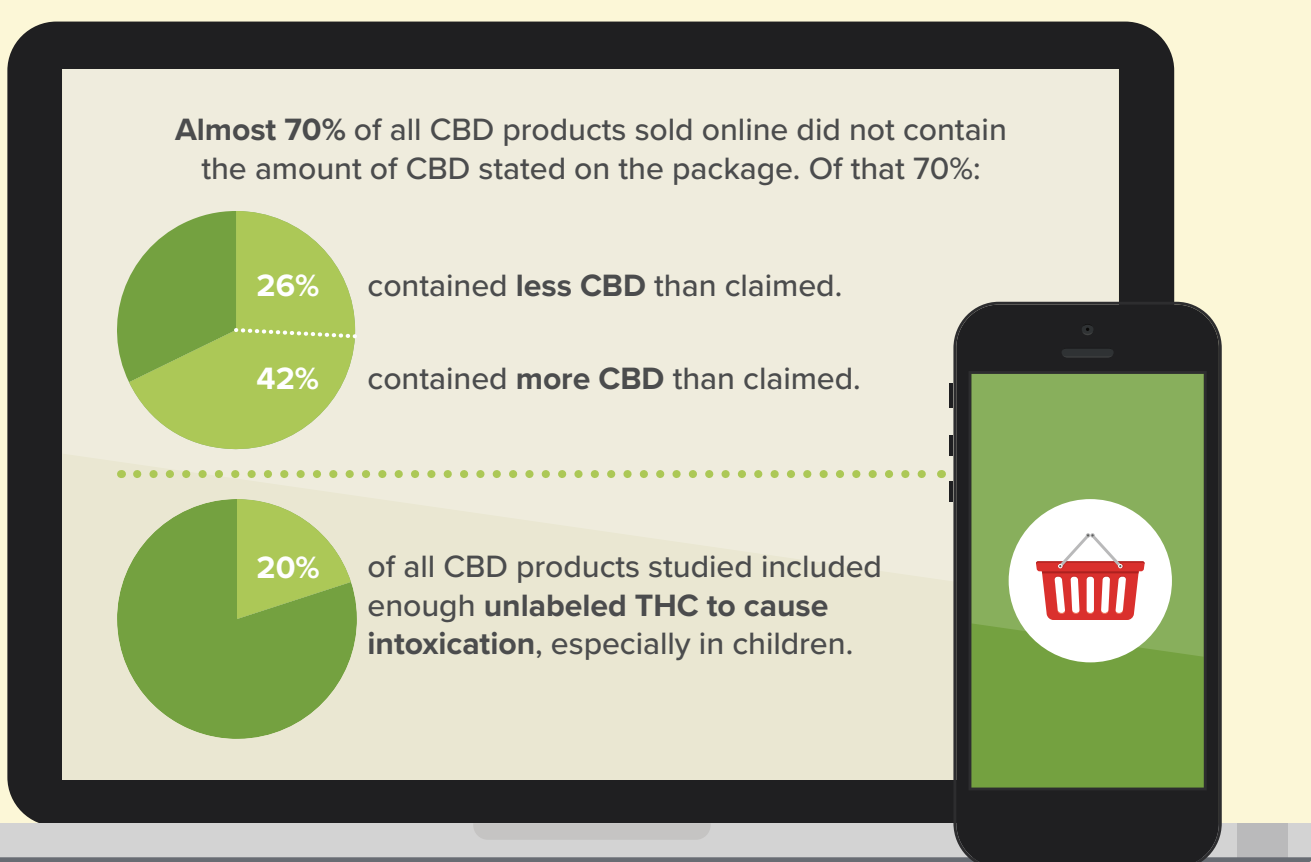 Almost 70% of all CBD products sold online did not contain
the amount of CBD stated on the package. Of that 70%:
26% contained less CBD than claimed.
42% contained more CBD than claimed.
20% of all CBD products studied included
enough unlabeled THC to cause
intoxication, especially in children.